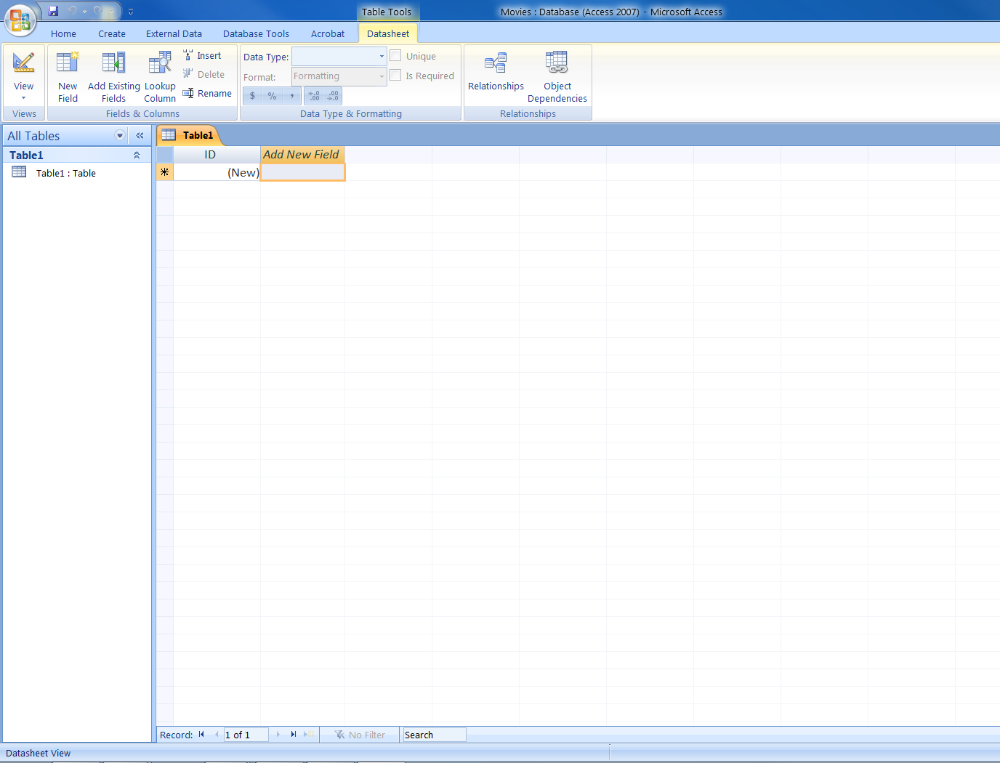 Table Tools
Movies : Database (Access 2007) - Microsoft Access
Home Create External Data Database Tools Acrobat Datasheet
View
Views
New Field
Add Existing Fields
Lookup Column
Insert
Delete
Rename
Fields & Columns
Data Type:
Format: Formatting
$ % ,
.00 .00
Unique
Is Required
Data Type & Formatting
Relationships
Object Dependencies
Relationships
All Tables
Table1
Table1 : Table
Table1
ID Add New Field
(New)
Record: 1 of 1 No Filter Search
Datasheet View